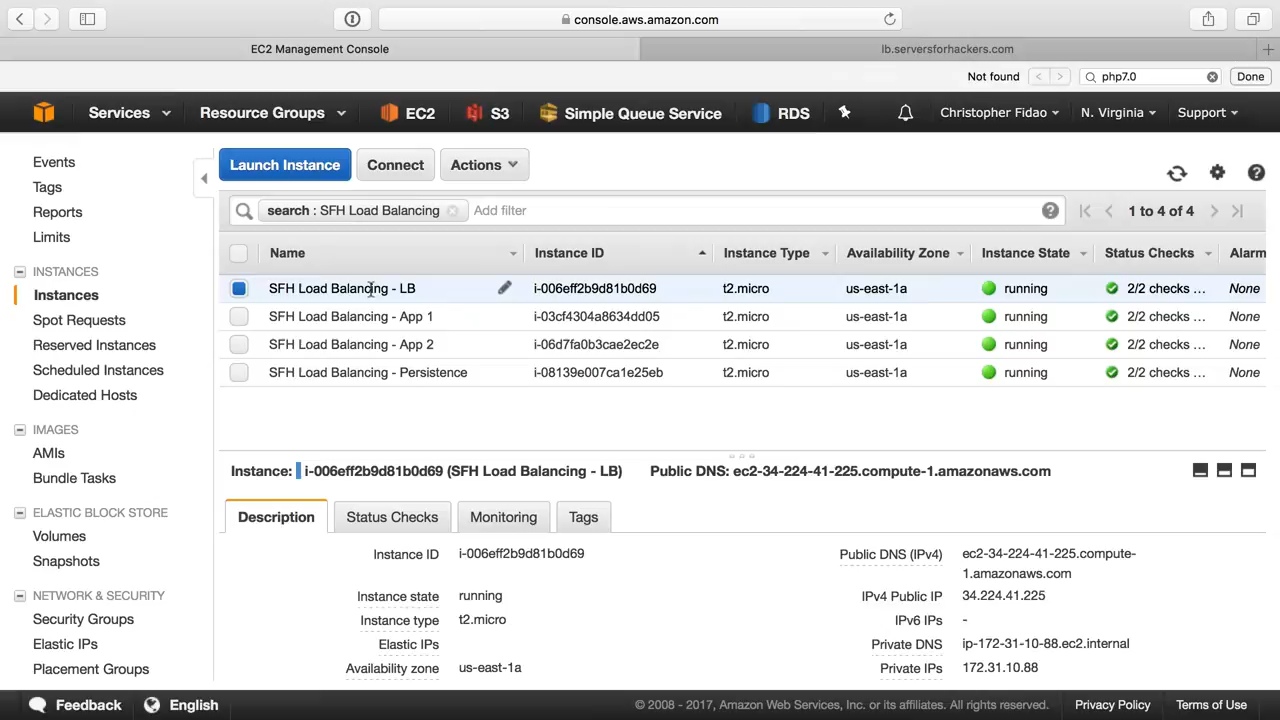 console.aws.amazon.com
EC2 Management Console
lb.serversforhackers.com
Not found
php7.0
Done
Services
Resource Groups
EC2
S3
Simple Queue Service
RDS
Christopher Fidao
N. Virginia
Support
Events
Tags
Reports
Limits
INSTANCES
Instances
Spot Requests
Reserved Instances
Scheduled Instances
Dedicated Hosts
IMAGES
AMIs
Bundle Tasks
ELASTIC BLOCK STORE
Volumes
Snapshots
NETWORK & SECURITY
Security Groups
Elastic IPs
Placement Groups
Launch Instance
Connect
Actions
search : SFH Load Balancing
Add filter
1 to 4 of 4
Name Instance ID Instance Type Availability Zone Instance State Status Checks Alarm
SFH Load Balancing - LB i-006eff2b9d81b0d69 t2.micro us-east-1a running 2/2 checks ... None
SFH Load Balancing - App 1 i-03cf4304a8634dd05 t2.micro us-east-1a running 2/2 checks ... None
SFH Load Balancing - App 2 i-06d7fa0b3cae2ec2e t2.micro us-east-1a running 2/2 checks ... None
SFH Load Balancing - Persistence i-08139e007ca1e25eb t2.micro us-east-1a running 2/2 checks ... None
Instance: i-006eff2b9d81b0d69 (SFH Load Balancing - LB) Public DNS: ec2-34-224-41-225.compute-1.amazonaws.com
Description
Status Checks
Monitoring
Tags
Instance ID i-006eff2b9d81b0d69
Instance state running
Instance type t2.micro
Elastic IPs
Availability zone us-east-1a
Public DNS (IPv4) ec2-34-224-41-225.compute-
1.amazonaws.com
IPv4 Public IP 34.224.41.225
IPv6 IPs -
Private DNS ip-172-31-10-88.ec2.internal
Private IPs 172.31.10.88
Feedback
English
© 2008 - 2017, Amazon Web Services, Inc. or its affiliates. All rights reserved.
Privacy Policy
Terms of Use